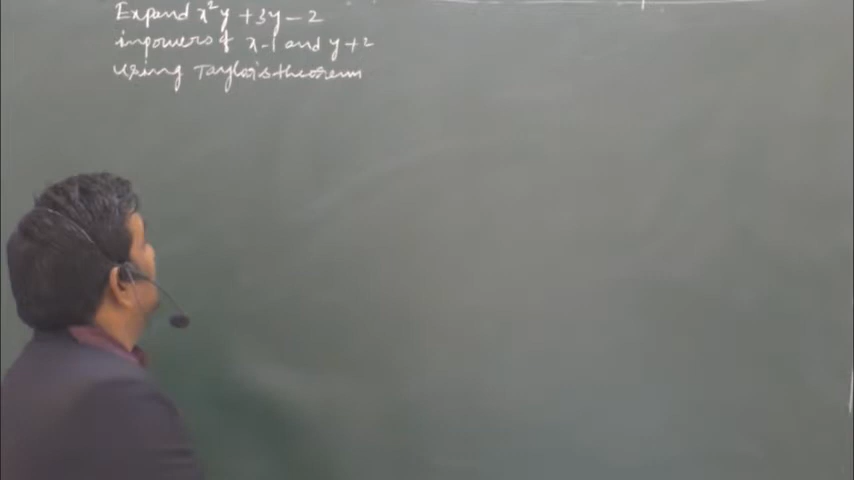 Expand x²y + 3y - 2
in powers of x-1 and y+2
using Taylor's theorem